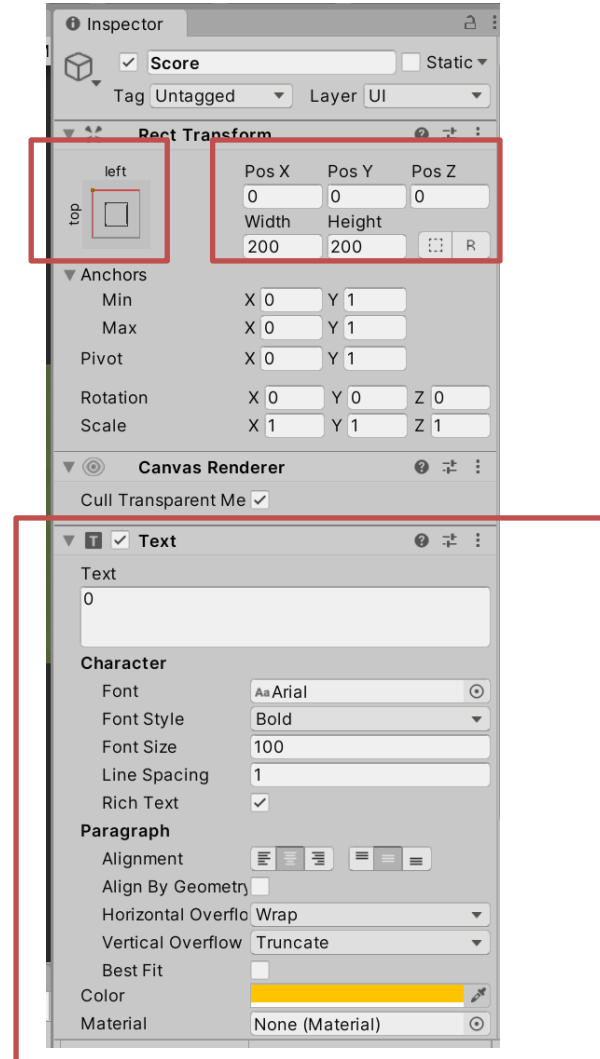 Inspector
Score Static
Tag Untagged Layer UI
Rect Transform
left Pos X Pos Y Pos Z
0 0 0
top Width Height
200 200 R
Anchors
Min X 0 Y 1
Max X 0 Y 1
Pivot X 0 Y 1
Rotation X 0 Y 0 Z 0
Scale X 1 Y 1 Z 1
Canvas Renderer
Cull Transparent Me
T Text
Text
0
Character
Font Aa Arial
Font Style Bold
Font Size 100
Line Spacing 1
Rich Text
Paragraph
Alignment
Align By Geometry
Horizontal Overflo Wrap
Vertical Overflow Truncate
Best Fit
Color
Material None (Material)